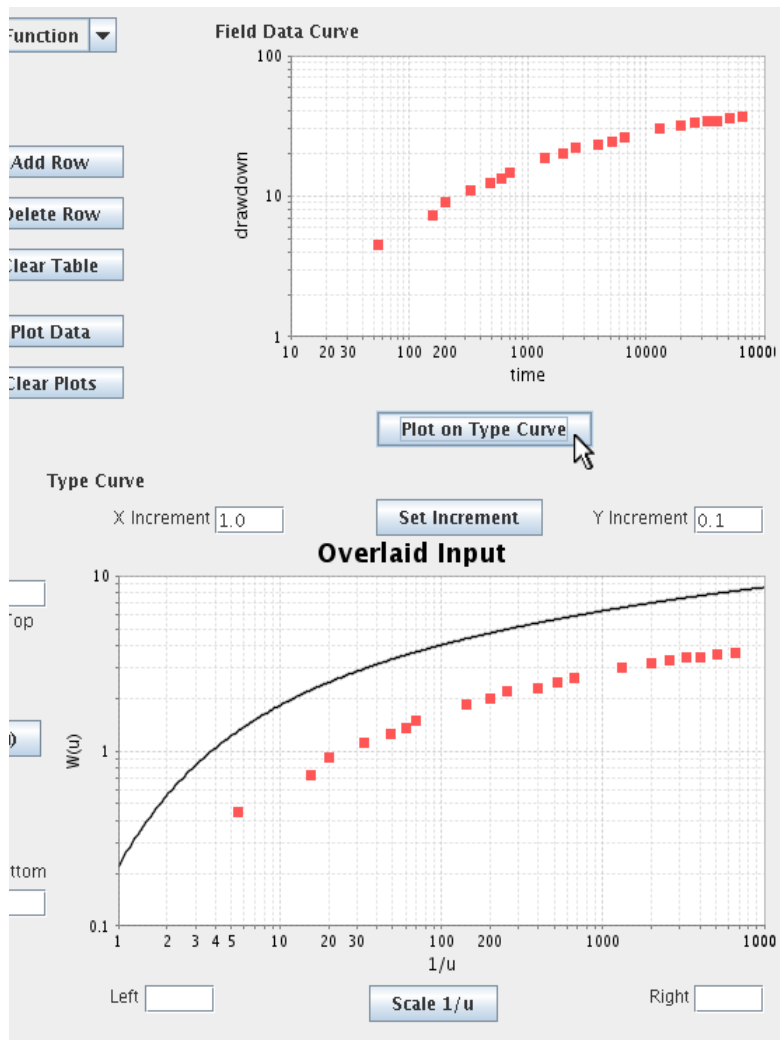 Function
Field Data Curve
100
10
1
drawdown
10 20 30 100 200 1000 10000
time
Add Row
Delete Row
Clear Table
Plot Data
Clear Plots
Plot on Type Curve
Type Curve
X Increment 1.0
Set Increment
Y Increment 0.1
Overlaid Input
10
1
0.1
W(u)
1 2 3 4 5 10 20 30 100 200 1000 1000
1/u
Left
Scale 1/u
Right